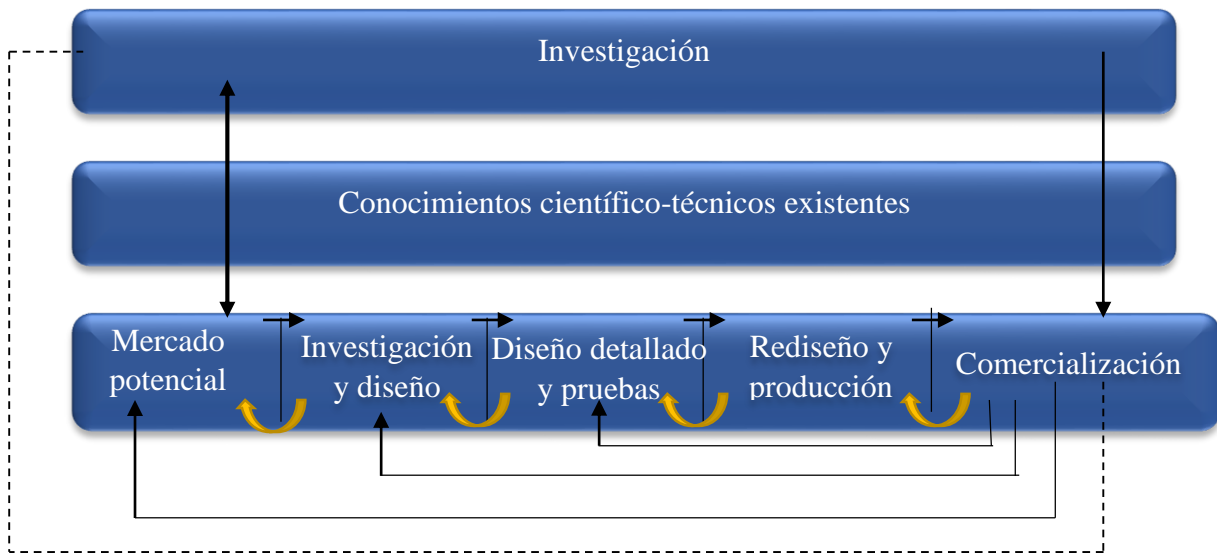 Investigación
Conocimientos científico-técnicos existentes
Mercado
potencial
Investigación
y diseño
Diseño detallado
y pruebas
Rediseño y
producción
Comercialización